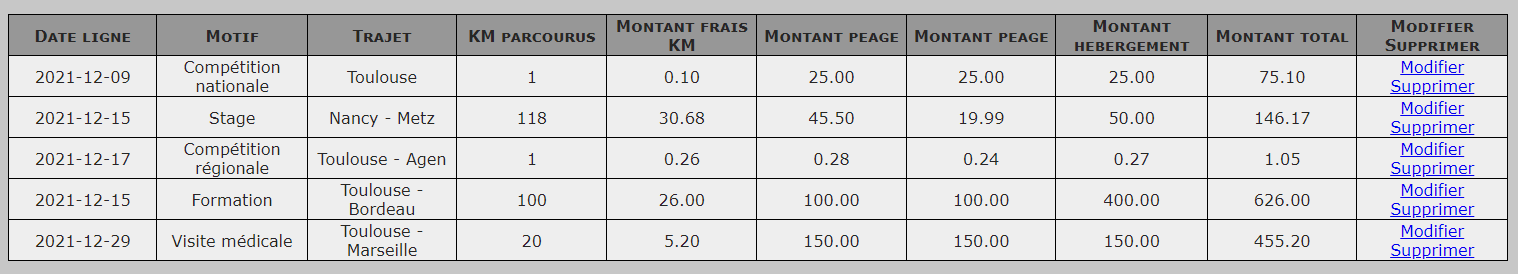 Date ligne Motif Trajet KM parcourus Montant frais KM Montant peage Montant peage Montant hebergement Montant total Modifier Supprimer
2021-12-09 Compétition nationale Toulouse 1 0.10 25.00 25.00 25.00 75.10 Modifier Supprimer
2021-12-15 Stage Nancy - Metz 118 30.68 45.50 19.99 50.00 146.17 Modifier Supprimer
2021-12-17 Compétition régionale Toulouse - Agen 1 0.26 0.28 0.24 0.27 1.05 Modifier Supprimer
2021-12-15 Formation Toulouse - Bordeau 100 26.00 100.00 100.00 400.00 626.00 Modifier Supprimer
2021-12-29 Visite médicale Toulouse - Marseille 20 5.20 150.00 150.00 150.00 455.20 Modifier Supprimer